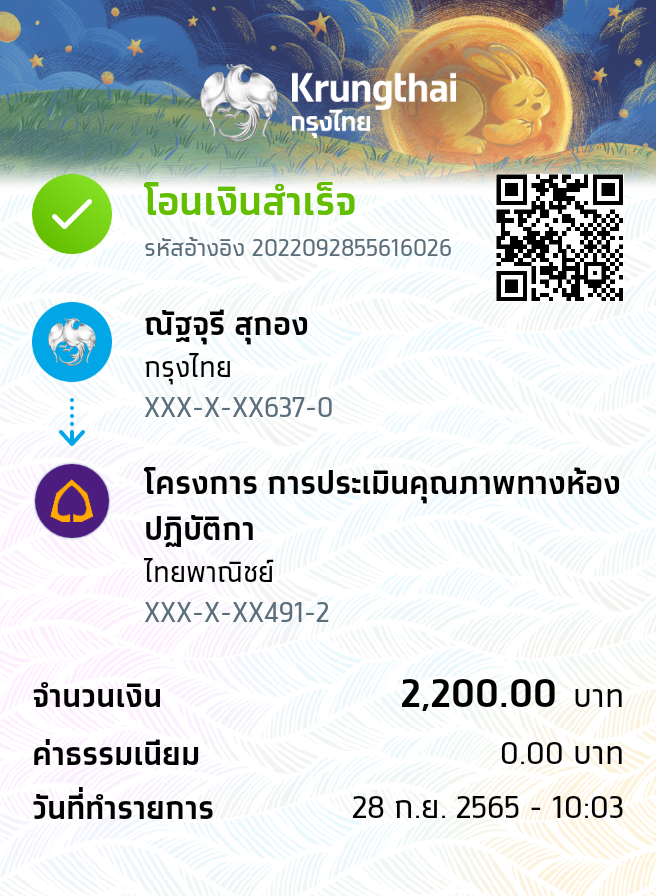 Krungthai
กรุงไทย
โอนเงินสำเร็จ
รหัสอ้างอิง 2022092855616026
ณัฐจุรี สุกอง
กรุงไทย
XXX-X-XX637-0
โครงการ การประเมินคุณภาพทางห้อง
ปฏิบัติกา
ไทยพาณิชย์
XXX-X-XX491-2
จำนวนเงิน 2,200.00 บาท
ค่าธรรมเนียม 0.00 บาท
วันที่ทำรายการ 28 ก.ย. 2565 - 10:03